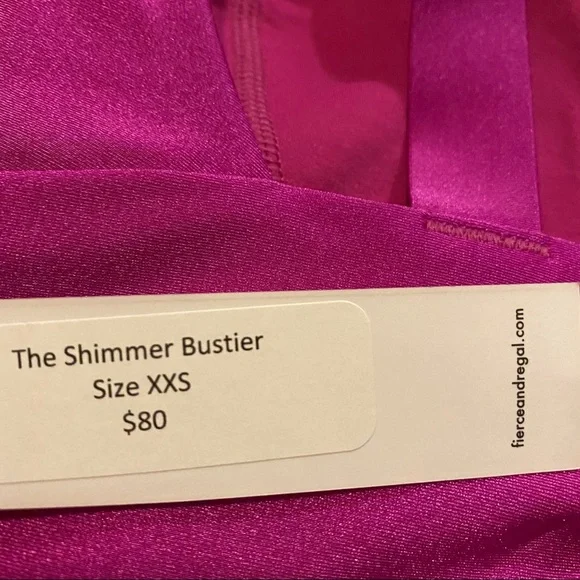 The Shimmer Bustier
Size XXS
$80
fierceandregal.com